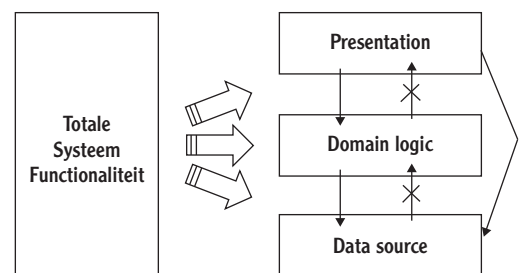 Totale
Systeem
Functionaliteit
Presentation
Domain logic
Data source